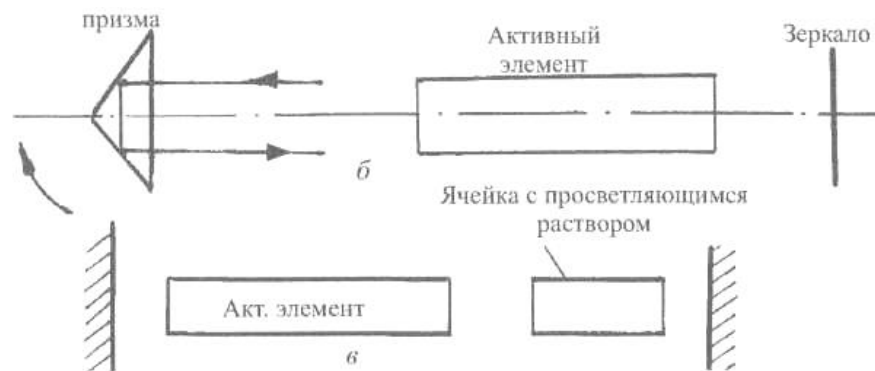 призма
Активный
элемент
Зеркало
б
Ячейка с просветляющимся
раствором
Акт. элемент
в